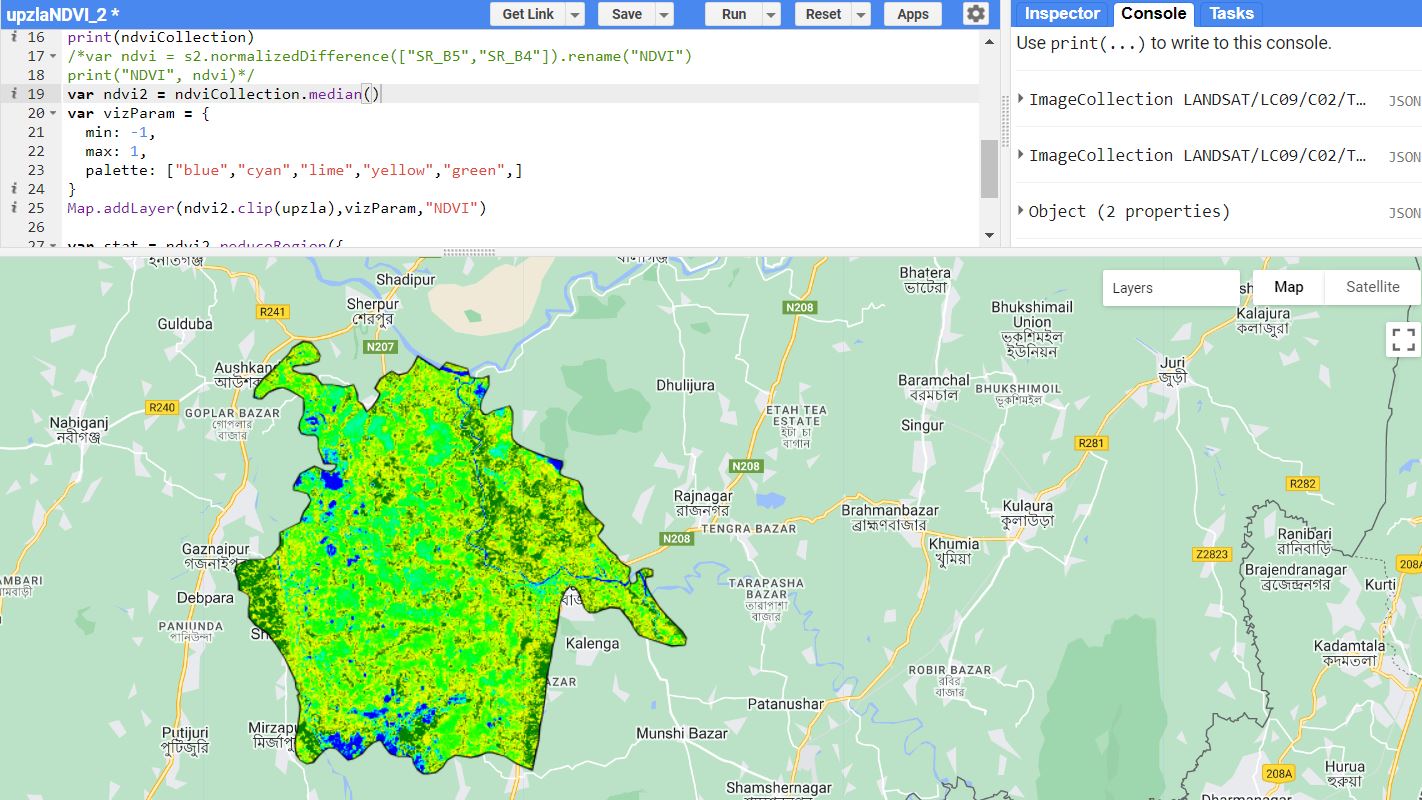 upzlaNDVI_2 *
Get Link
Save
Run
Reset
Apps
Inspector
Console
Tasks
16 print(ndviCollection)
17 /*var ndvi = s2.normalizedDifference(["SR_B5","SR_B4"]).rename("NDVI")
18 print("NDVI", ndvi)*/
19 var ndvi2 = ndviCollection.median()
20 var vizParam = {
21 min: -1,
22 max: 1,
23 palette: ["blue","cyan","lime","yellow","green",]
24 }
25 Map.addLayer(ndvi2.clip(upzla),vizParam,"NDVI")
26
27 var stat = ndvi2.reduceRegion({
Use print(...) to write to this console.
ImageCollection LANDSAT/LC09/C02/T… JSON
ImageCollection LANDSAT/LC09/C02/T… JSON
Object (2 properties) JSON
Layers
Map
Satellite
Shadipur
Sherpur
শেরপুর
R241
Gulduba
N207
Aushkan
আউশক
R240
GOPLAR BAZAR
গোপলার
বাজার
Nabiganj
নবীগঞ্জ
Gaznaipur
গজনাইপু
Debpara
PANIUNDA
পানিউন্দা
Sh
Putijuri
পুটিজুরি
Mirzapu
মির্জাপু
AMBARI
Bhatera
ভাটেরা
N208
Bhukshimail
Union
ভূকশিমইল
ইউনিয়ন
Kalajura
কলাজুরা
Juri
জুড়ী
Dhulijura
Baramchal
বরমচাল
BHUKSHIMOIL
ভূকশিমইল
ETAH TEA
ESTATE
ইটা চা
বাগান
Singur
R281
N208
R282
Rajnagar
রাজনগর
TENGRA BAZAR
N208
Brahmanbazar
ব্রাহ্মণবাজার
Kulaura
কুলাউড়া
Khumia
খুমিয়া
Z2823
Ranibari
রানিবাড়ি
208A
Brajendranagar
ব্রজেন্দ্রনগর
Kurti
TARAPASHA
BAZAR
তারাপাশা
বাজার
Kalenga
AZAR
Kadamtala
কদমতলা
ROBIR BAZAR
রবির
বাজার
Patanushar
Munshi Bazar
Shamshernagar
208A
Hurua
হুরুয়া
Dharmanagar